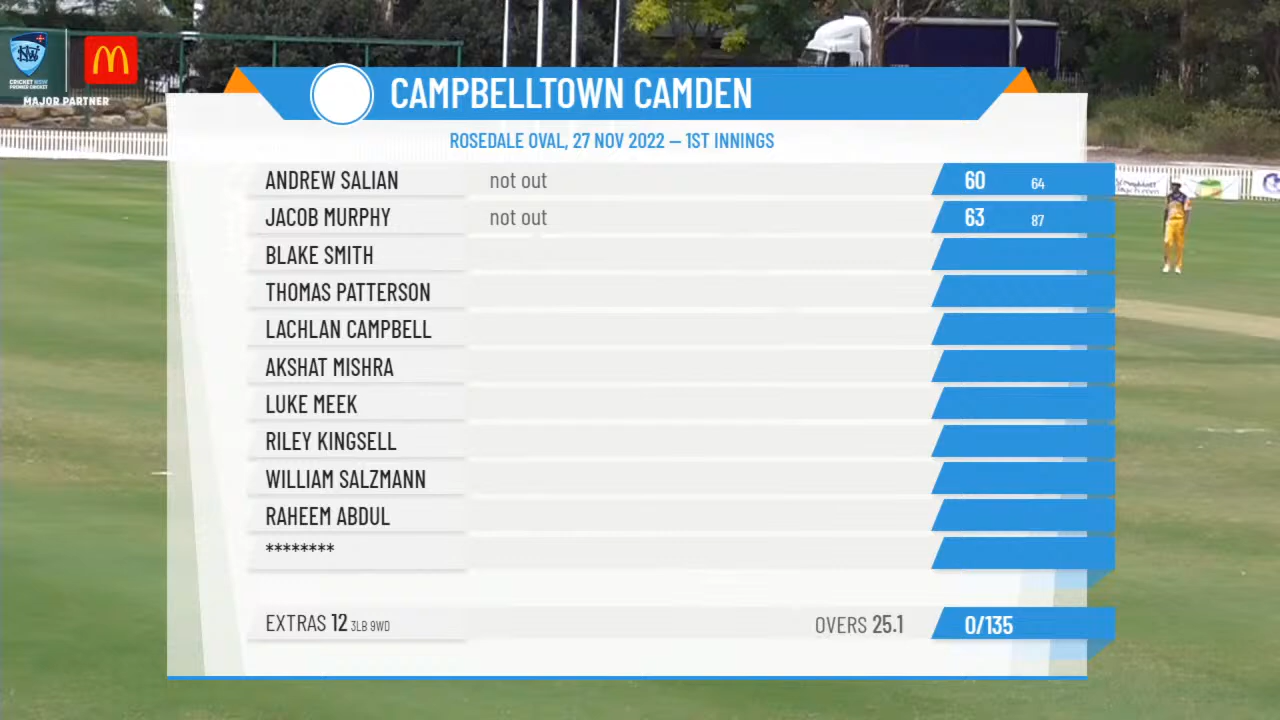 CRICKET NSW
PREMIER CRICKET
MAJOR PARTNER
CAMPBELLTOWN CAMDEN
ROSEDALE OVAL, 27 NOV 2022 – 1ST INNINGS
ANDREW SALIAN not out 60 64
JACOB MURPHY not out 63 87
BLAKE SMITH
THOMAS PATTERSON
LACHLAN CAMPBELL
AKSHAT MISHRA
LUKE MEEK
RILEY KINGSELL
WILLIAM SALZMANN
RAHEEM ABDUL
********
EXTRAS 12 3LB 9WD OVERS 25.1 0/135